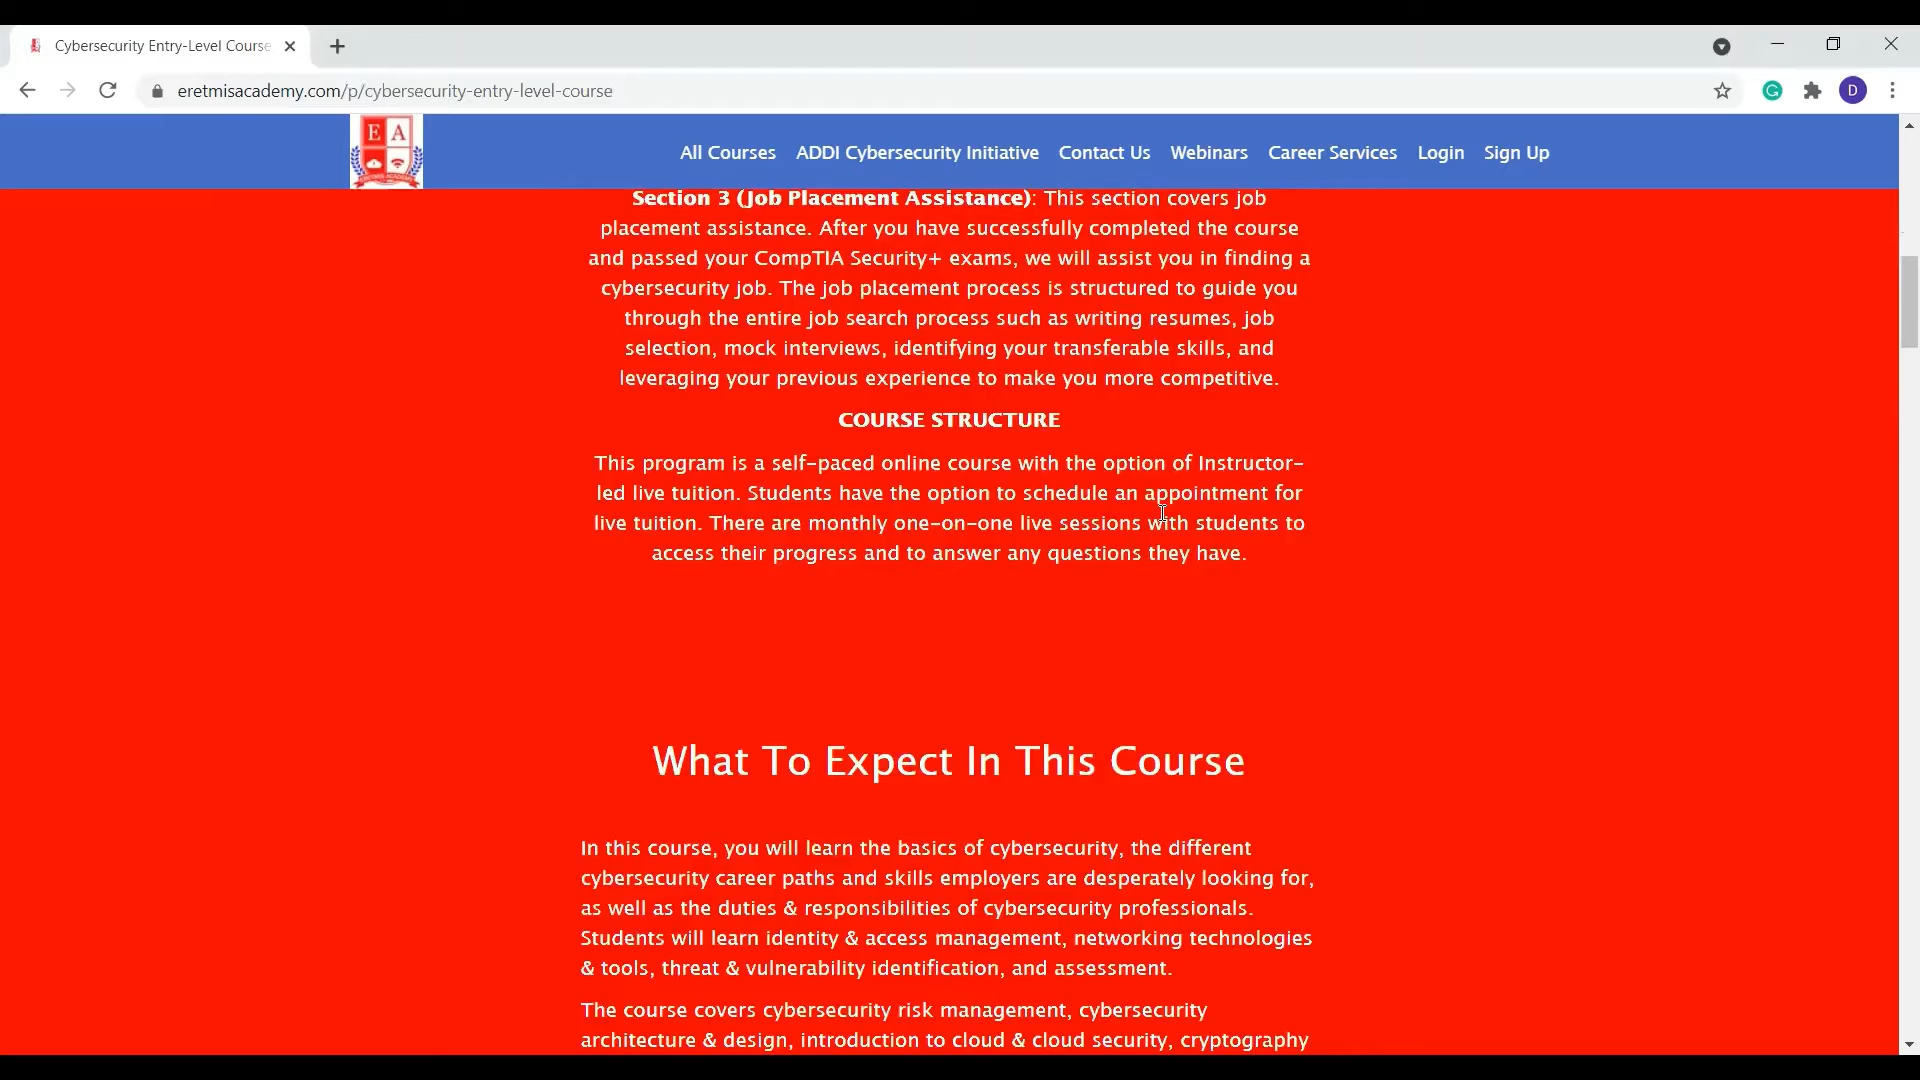 Cybersecurity Entry-Level Course
eretmisacademy.com/p/cybersecurity-entry-level-course
D
E A
All Courses ADDI Cybersecurity Initiative Contact Us Webinars Career Services Login Sign Up
Section 3 (Job Placement Assistance): This section covers job
placement assistance. After you have successfully completed the course
and passed your CompTIA Security+ exams, we will assist you in finding a
cybersecurity job. The job placement process is structured to guide you
through the entire job search process such as writing resumes, job
selection, mock interviews, identifying your transferable skills, and
leveraging your previous experience to make you more competitive.
COURSE STRUCTURE
This program is a self-paced online course with the option of Instructor-
led live tuition. Students have the option to schedule an appointment for
live tuition. There are monthly one-on-one live sessions with students to
access their progress and to answer any questions they have.
What To Expect In This Course
In this course, you will learn the basics of cybersecurity, the different
cybersecurity career paths and skills employers are desperately looking for,
as well as the duties & responsibilities of cybersecurity professionals.
Students will learn identity & access management, networking technologies
& tools, threat & vulnerability identification, and assessment.
The course covers cybersecurity risk management, cybersecurity
architecture & design, introduction to cloud & cloud security, cryptography